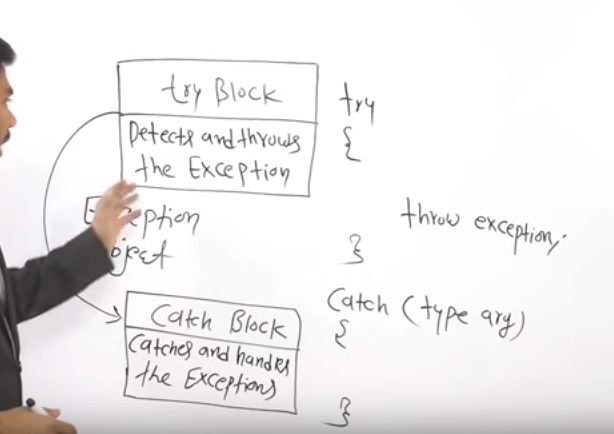 try Block
Detects and throws
the Exception
try
{
throw exception;
}
Catch Block
Catches and handles
the Exceptions
Catch (type arg)
{
}